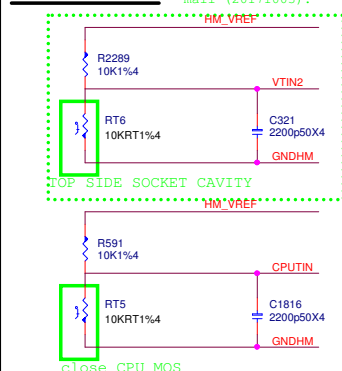 HM_VREF
R2289
10K1%4
VTIN2
RT6
10KRT1%4
C321
2200p50X4
GNDHM
TOP SIDE SOCKET CAVITY
HM_VREF
R591
10K1%4
CPUTIN
RT5
10KRT1%4
C1816
2200p50X4
GNDHM
close CPU MOS